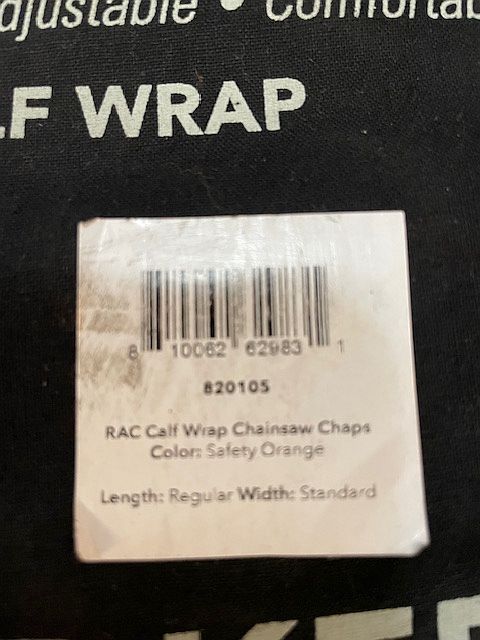 djustable • Comfortab
LF WRAP
8 10062 62983 1
820105
RAC Calf Wrap Chainsaw Chaps
Color: Safety Orange
Length: Regular Width: Standard